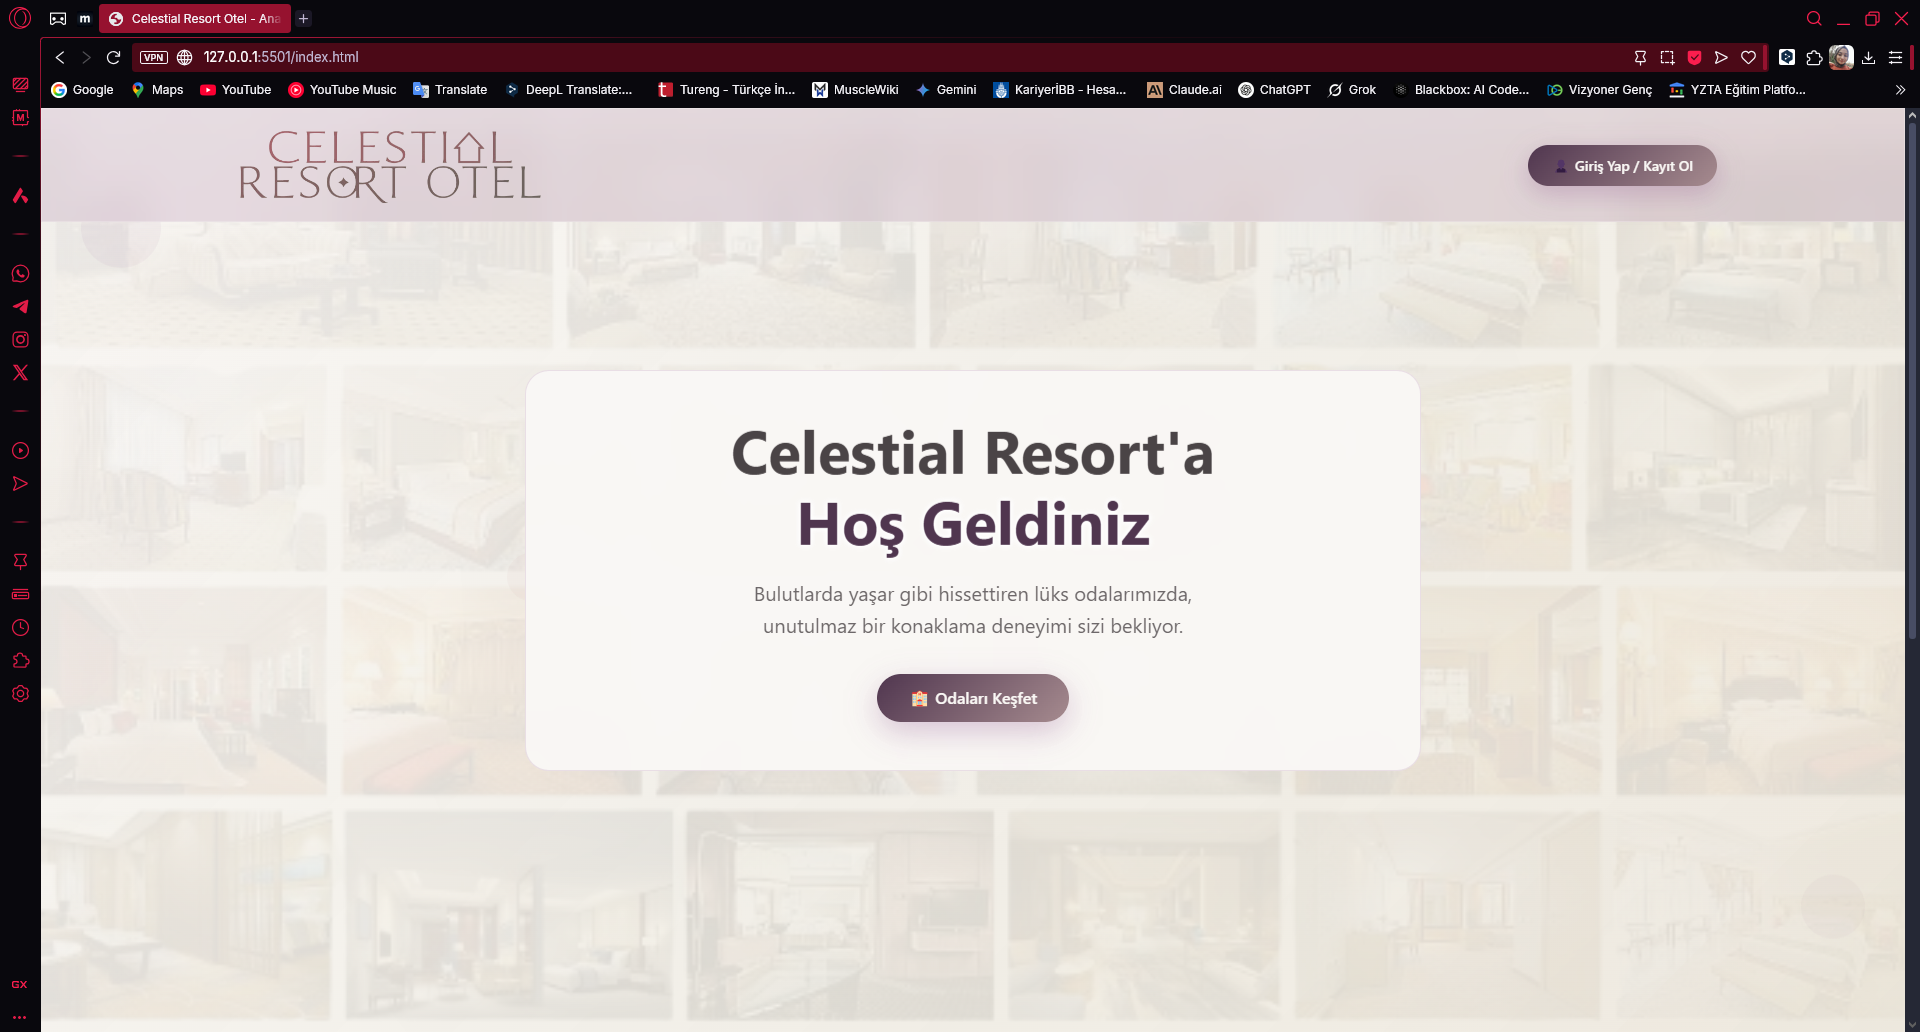 Celestial Resort Otel - Ana
VPN
127.0.0.1:5501/index.html
Google
Maps
YouTube
YouTube Music
Translate
DeepL Translate:...
Tureng - Türkçe İn...
MuscleWiki
Gemini
KariyerİBB - Hesa...
Claude.ai
ChatGPT
Grok
Blackbox: AI Code...
Vizyoner Genç
YZTA Eğitim Platfo...
CELESTIAL
RESORT OTEL
Giriş Yap / Kayıt Ol
Celestial Resort'a
Hoş Geldiniz
Bulutlarda yaşar gibi hissettiren lüks odalarımızda,
unutulmaz bir konaklama deneyimi sizi bekliyor.
Odaları Keşfet
GX